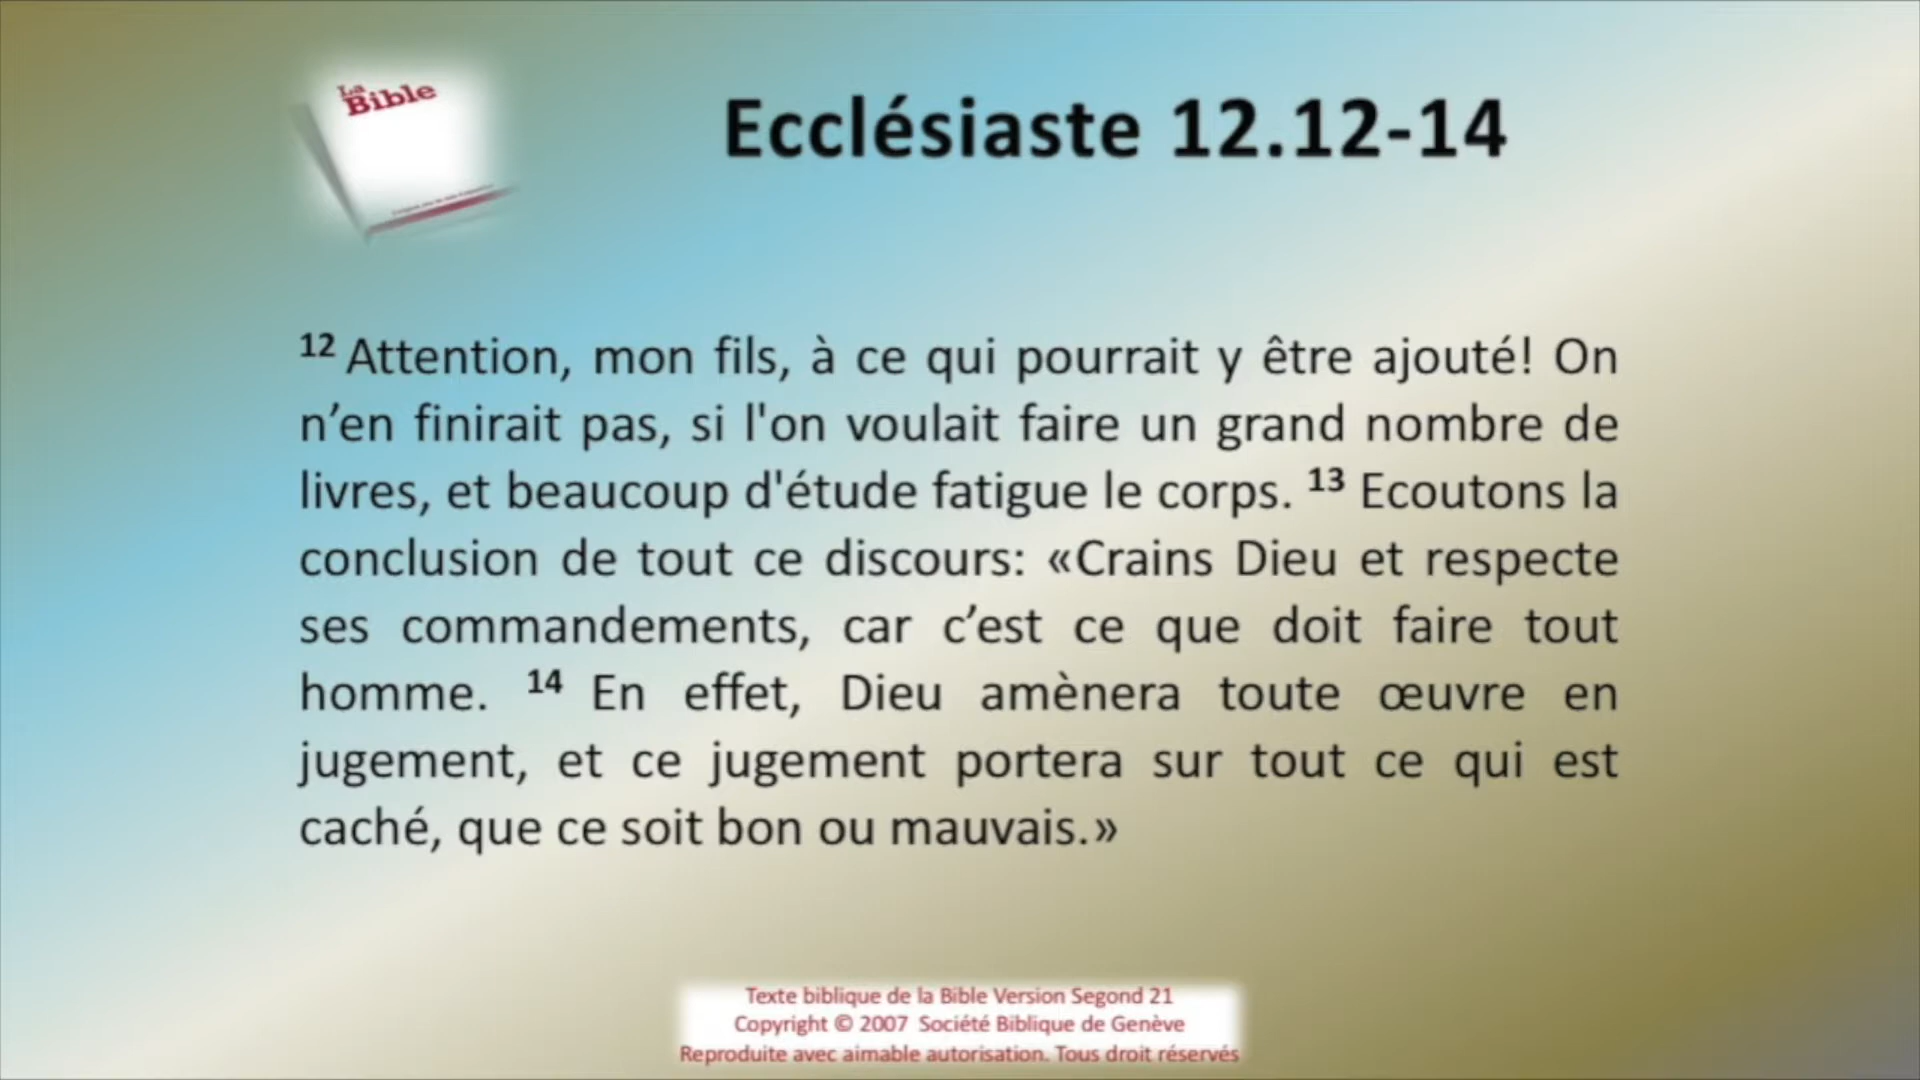 La
Bible
Ecclésiaste 12.12-14
12 Attention, mon fils, à ce qui pourrait y être ajouté! On
n’en finirait pas, si l'on voulait faire un grand nombre de
livres, et beaucoup d'étude fatigue le corps. 13 Ecoutons la
conclusion de tout ce discours: «Crains Dieu et respecte
ses commandements, car c’est ce que doit faire tout
homme. 14 En effet, Dieu amènera toute œuvre en
jugement, et ce jugement portera sur tout ce qui est
caché, que ce soit bon ou mauvais.»
Texte biblique de la Bible Version Segond 21
Copyright © 2007 Société Biblique de Genève
Reproduite avec aimable autorisation. Tous droit réservés